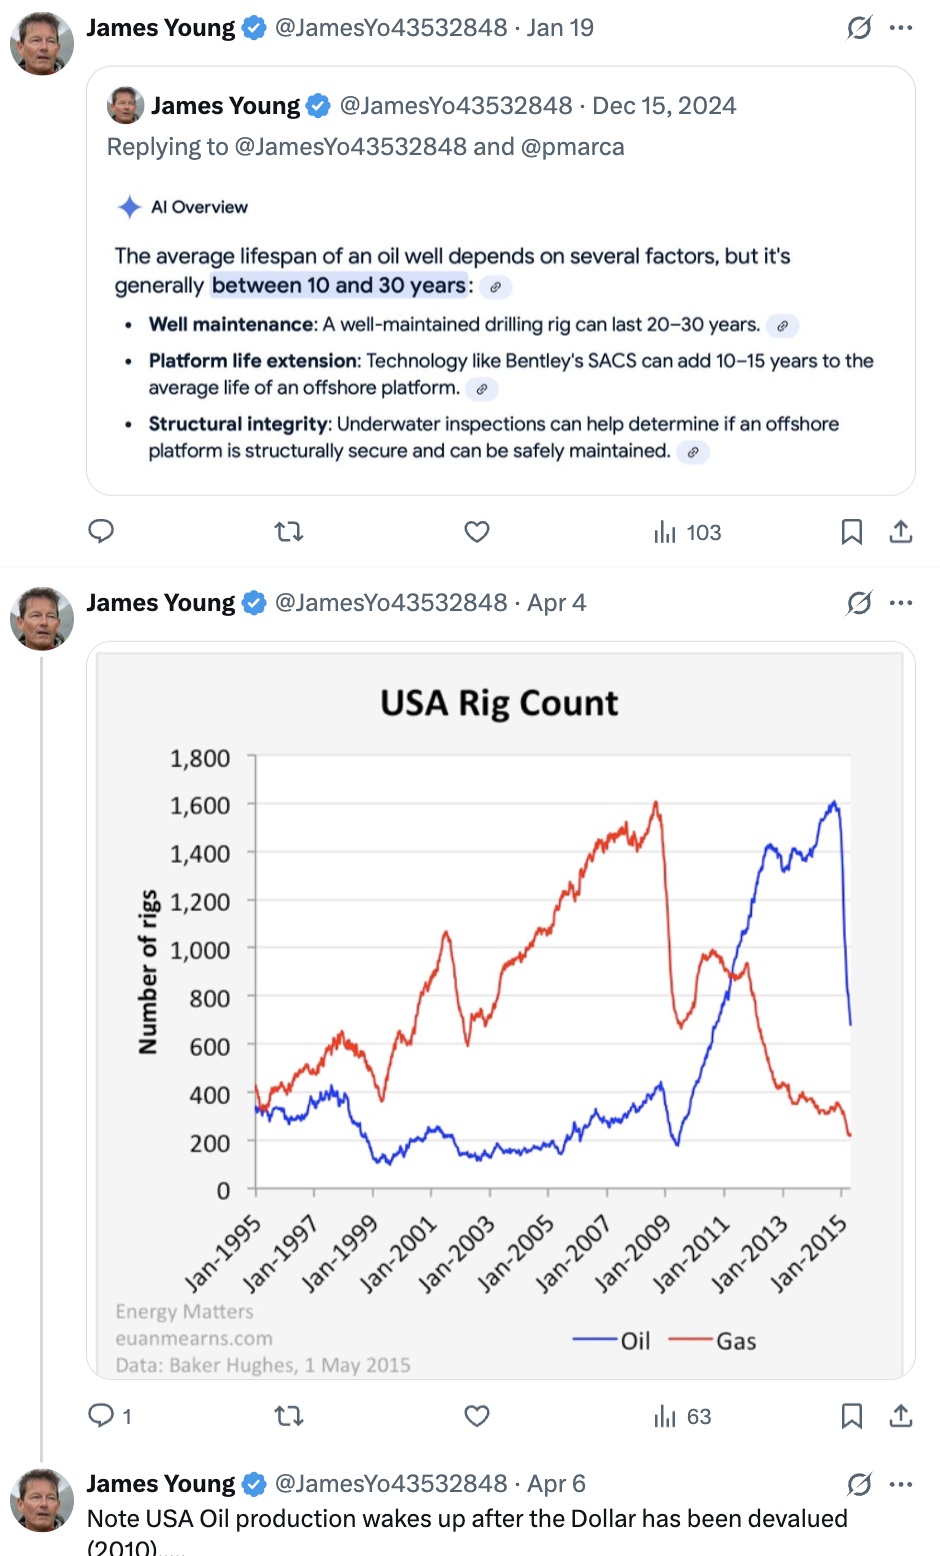 James Young @JamesYo43532848 · Jan 19
James Young @JamesYo43532848 · Dec 15, 2024
Replying to @JamesYo43532848 and @pmarca
AI Overview
The average lifespan of an oil well depends on several factors, but it's
generally between 10 and 30 years:
• Well maintenance: A well-maintained drilling rig can last 20–30 years.
• Platform life extension: Technology like Bentley's SACS can add 10–15 years to the
average life of an offshore platform.
• Structural integrity: Underwater inspections can help determine if an offshore
platform is structurally secure and can be safely maintained.
103
James Young @JamesYo43532848 · Apr 4
USA Rig Count
Number of rigs
1,800
1,600
1,400
1,200
1,000
800
600
400
200
0
Jan-1995
Jan-1997
Jan-1999
Jan-2001
Jan-2003
Jan-2005
Jan-2007
Jan-2009
Jan-2011
Jan-2013
Jan-2015
Energy Matters
euanmearns.com
Data: Baker Hughes, 1 May 2015
Oil Gas
1 63
James Young @JamesYo43532848 · Apr 6
Note USA Oil production wakes up after the Dollar has been devalued
(2010).....